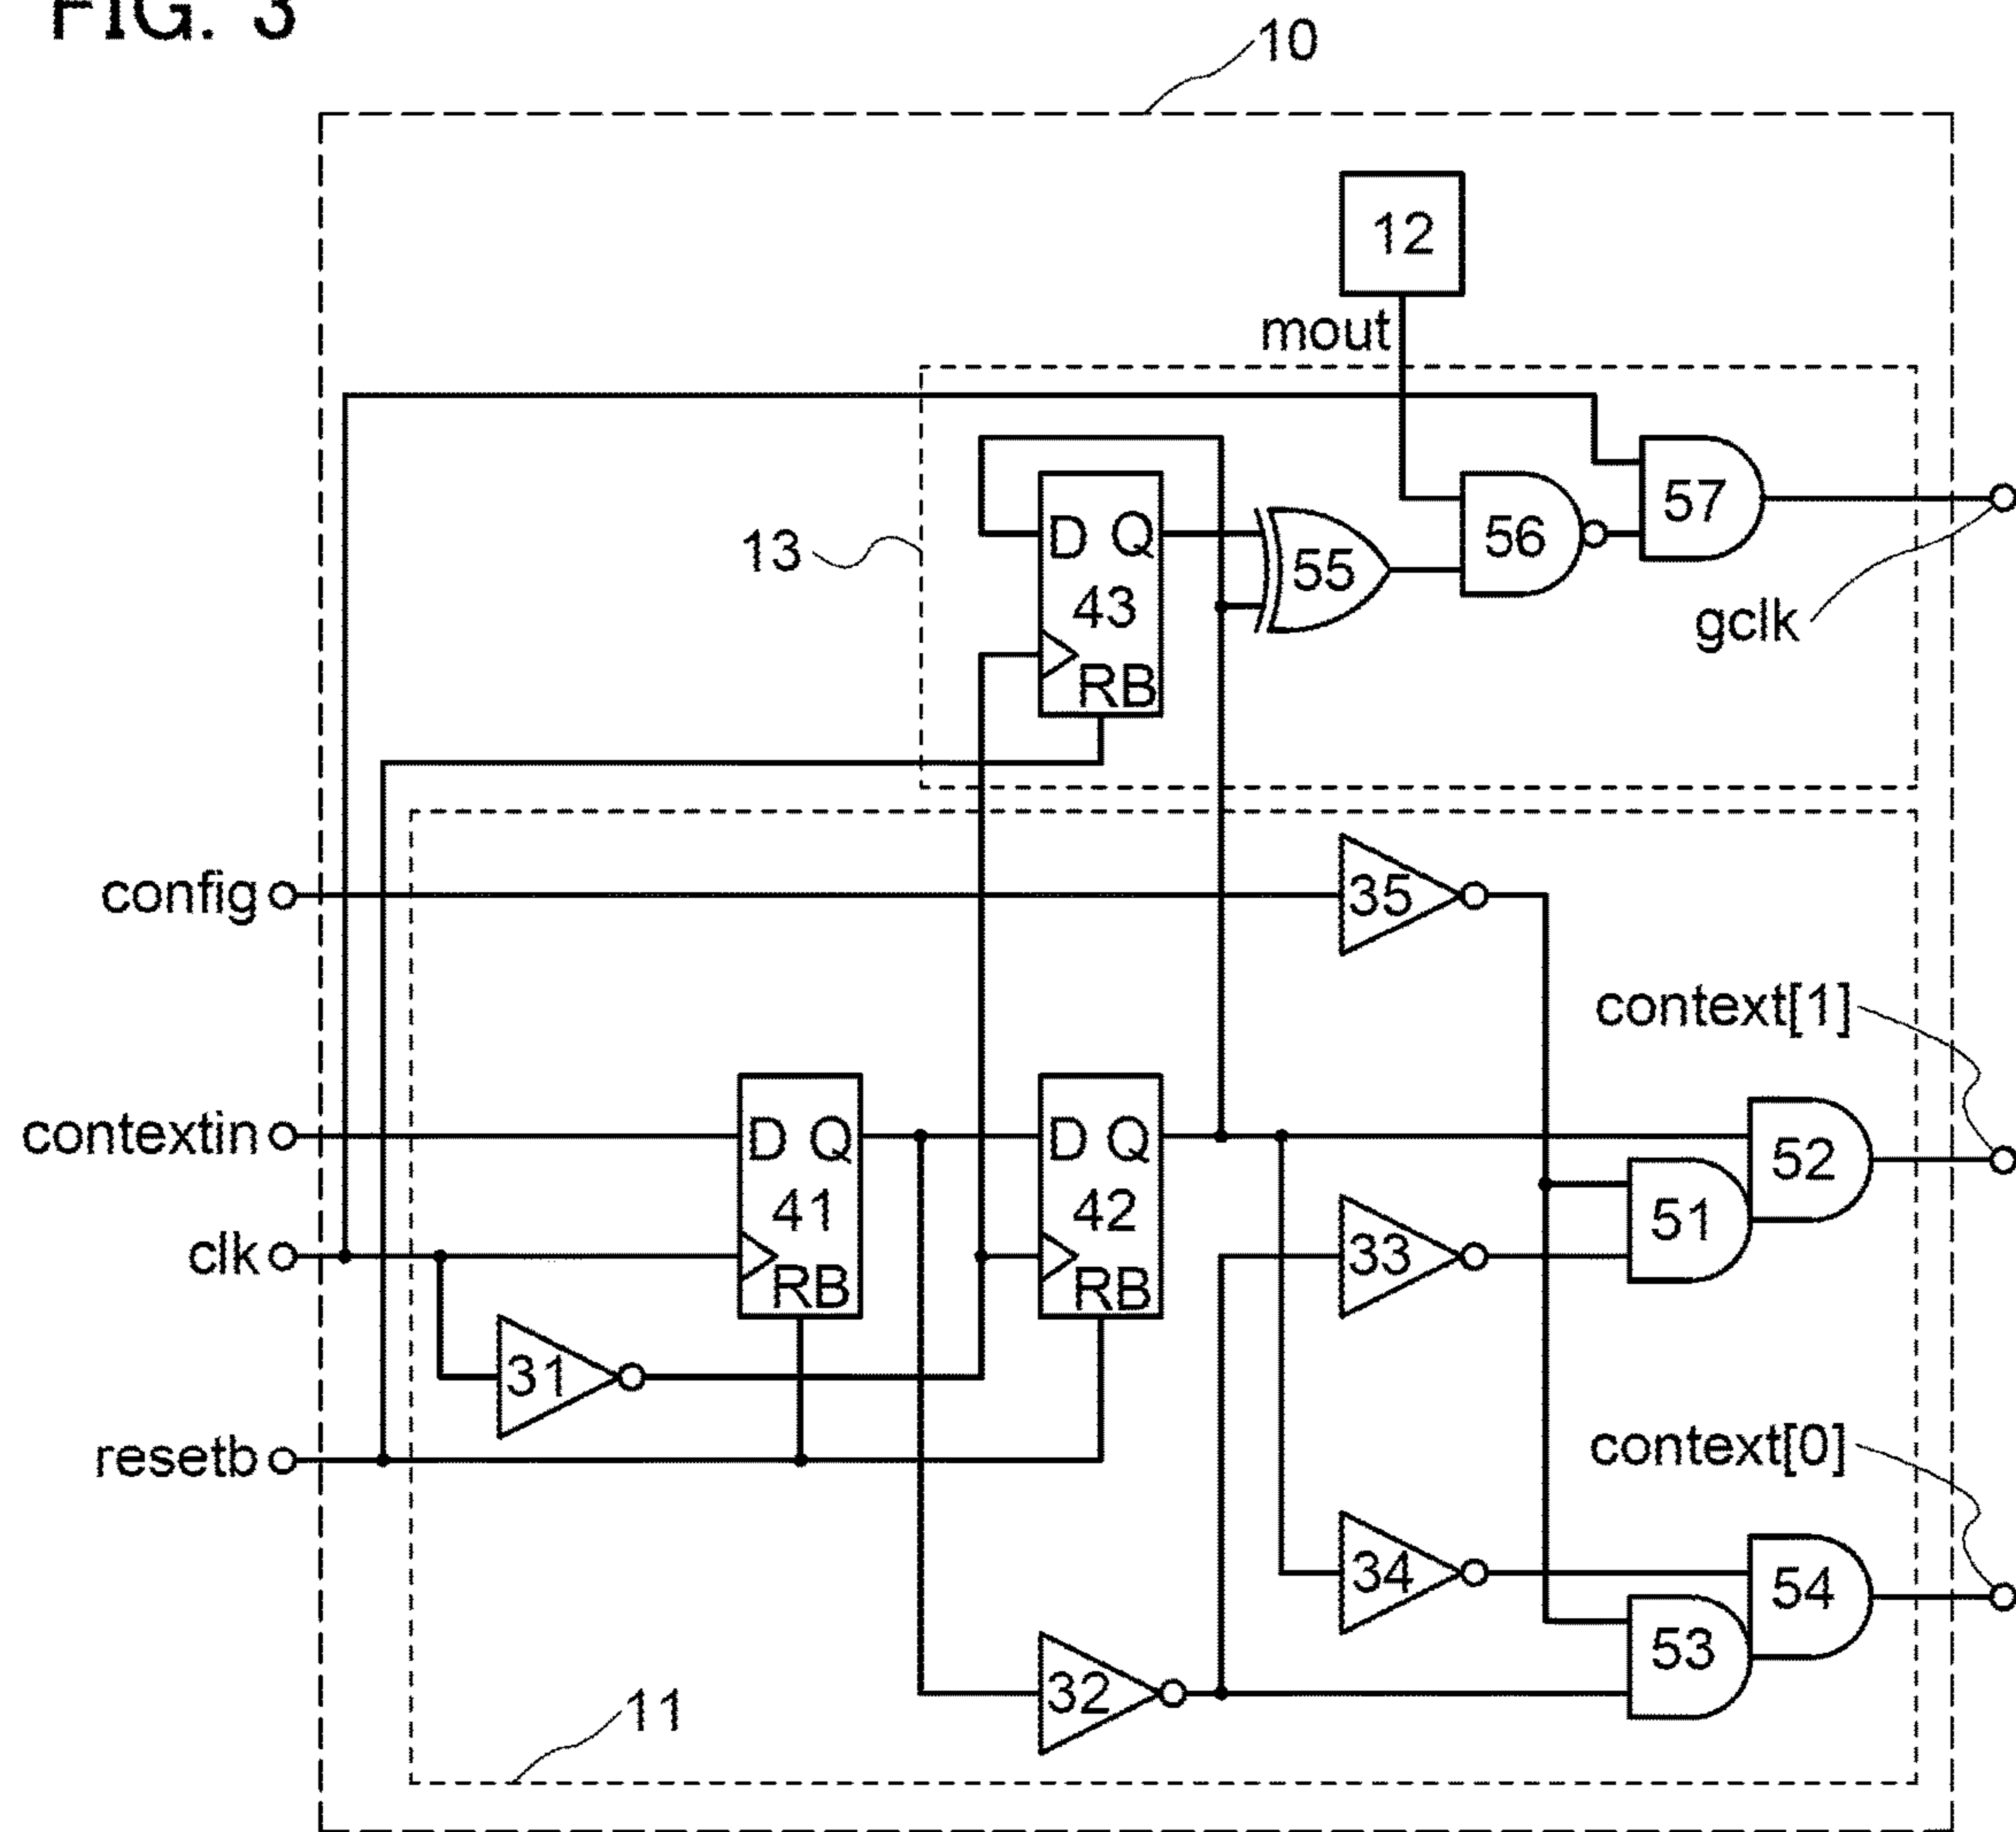 FIG. 3
10
12
mout
57
56
13
D Q
55
43
gclk
RB
config
35
context[1]
contextin
D Q
D Q
52
41
42
51
clk
33
RB
RB
31
resetb
context[0]
34
54
53
32
11